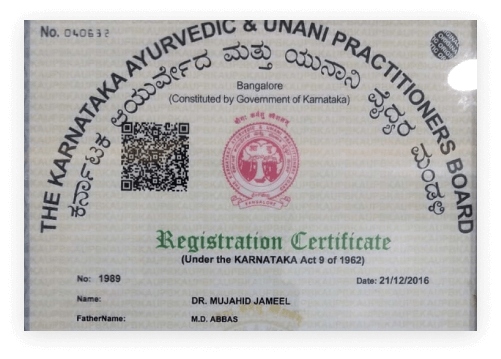 No. 040632
THE KARNATAKA AYURVEDIC & UNANI PRACTITIONERS BOARD
ಕರ್ನಾಟಕ ಆಯುರ್ವೇದ ಮತ್ತು ಯುನಾನಿ ವೈದ್ಯರ ಮಂಡಳಿ
Bangalore
(Constituted by Government of Karnataka)
Registration Certificate
(Under the KARNATAKA Act 9 of 1962)
No: 1989
Date: 21/12/2016
Name: DR. MUJAHID JAMEEL
FatherName: M.D. ABBAS